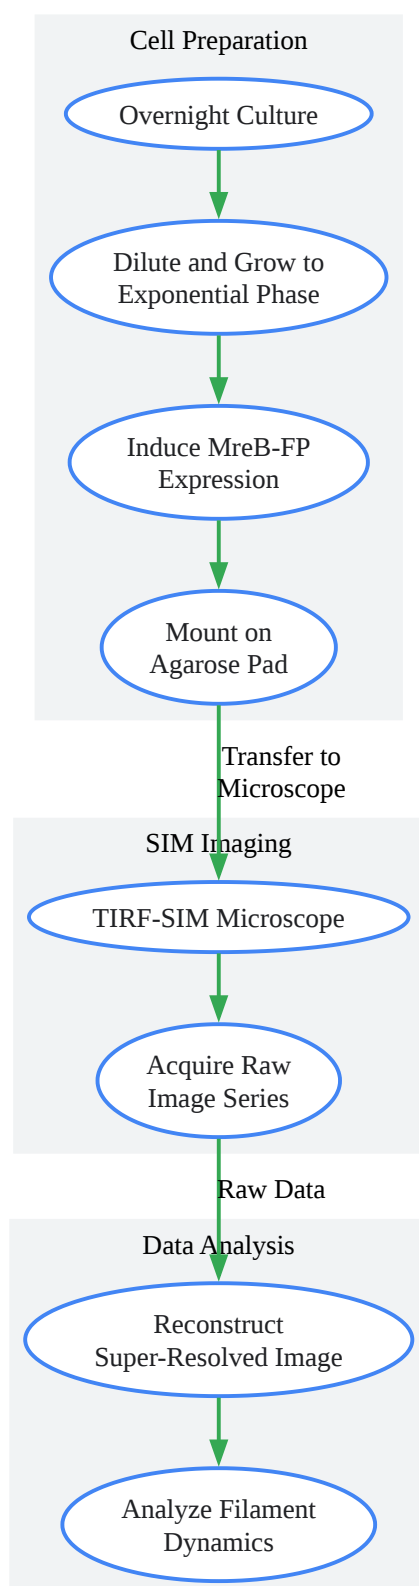 Cell Preparation
Overnight Culture
Dilute and Grow to
Exponential Phase
Induce MreB-FP
Expression
Mount on
Agarose Pad
Transfer to
Microscope
SIM Imaging
TIRF-SIM Microscope
Acquire Raw
Image Series
Raw Data
Data Analysis
Reconstruct
Super-Resolved Image
Analyze Filament
Dynamics